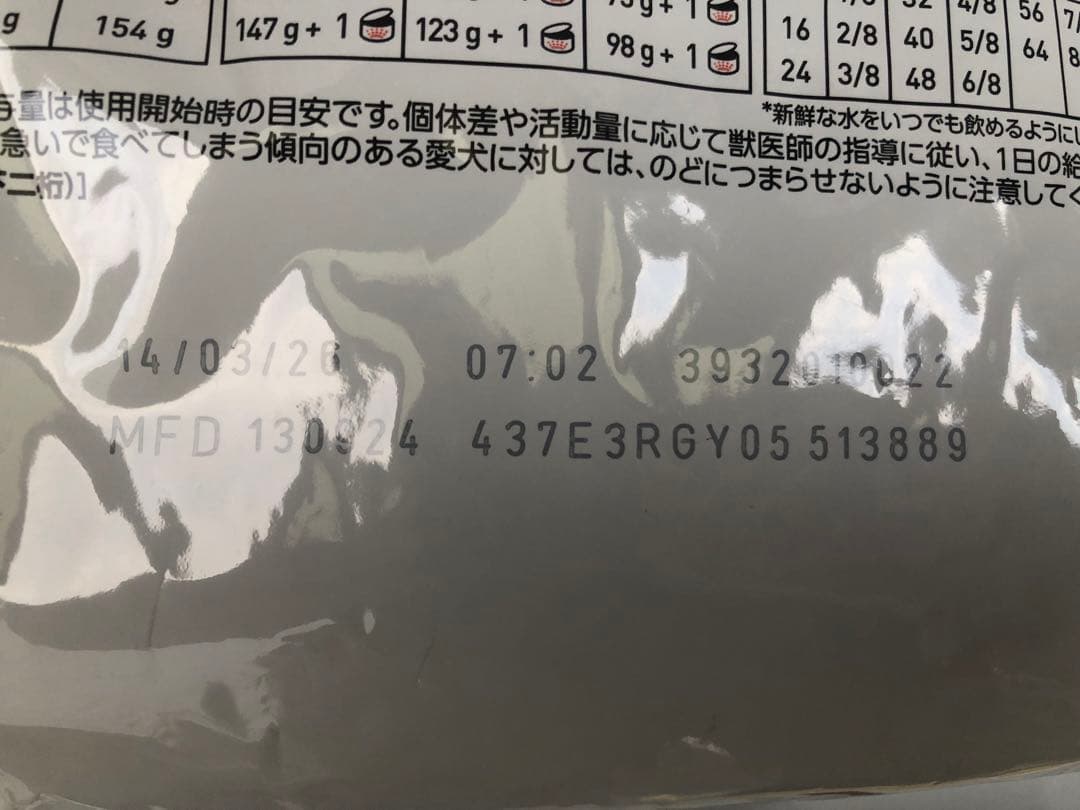 g 154 g 147 g + 1 123 g + 1 98 g + 1
16 2/8 40 5/8 64
24 3/8 48 6/8
*新鮮な水をいつでも飲めるように
量は使用開始時の目安です。個体差や活動量に応じて獣医師の指導に従い、1日の給
急いで食べてしまう傾向のある愛犬に対しては、のどにつまらせないように注意してく
二桁)]
14/03/26 07:02
MFD 130924 437E3RGY05 513889